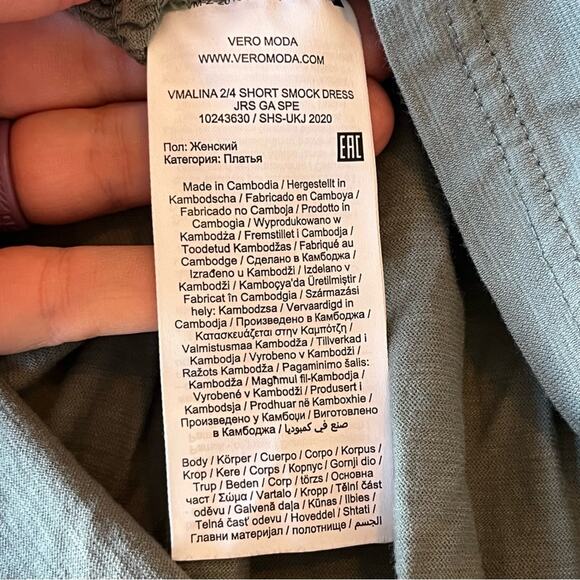 VERO MODA
WWW.VEROMODA.COM
VMALINA 2/4 SHORT SMOCK DRESS
JRS GA SPE
10243630 / SHS-UKJ 2020
Пол: Женский
Категория: Платья
EAC
Made in Cambodia / Hergestellt in
Kambodscha / Fabricado en Camboya /
Fabricado no Camboja / Prodotto in
Cambogia / Wyprodukowano w
Kambodża / Fremstillet i Cambodja /
Toodetud Kambodžas / Fabriqué au
Cambodge / Сделано в Камбоджа /
Izrađeno u Kambodži / Izdelano v
Kambodži / Kamboçya'da Üretilmiştir /
Fabricat în Cambodgia / Származási
hely: Kambodzsa / Vervaardigd in
Cambodja / Произведено в Камбоджа /
Κατασκευάζεται στην Καμπότζη /
Valmistusmaa Kambodža / Tillverkad i
Kambodja / Vyrobeno v Kambodži /
Ražots Kambodža / Pagaminimo šalis:
Kambodža / Magħmul fil-Kambodja /
Vyrobené v Kambodži / Produsert i
Kambodsja / Prodhuar në Kamboxhie /
Произведено у Камбоџи / Виготовлено
в Камбоджа / صنع في كمبوديا
Body / Körper / Cuerpo / Corpo / Korpus /
Krop / Kere / Corps / Корпус / Gornji dio /
Trup / Beden / Corp / törzs / Основна
част / Σώμα / Vartalo / Kropp / Tělní část
oděvu / Galvenā daļa / Kūnas / Ilbies /
Telná časť odevu / Hoveddel / Shtati /
Главни материјал / полотнище / الجسم